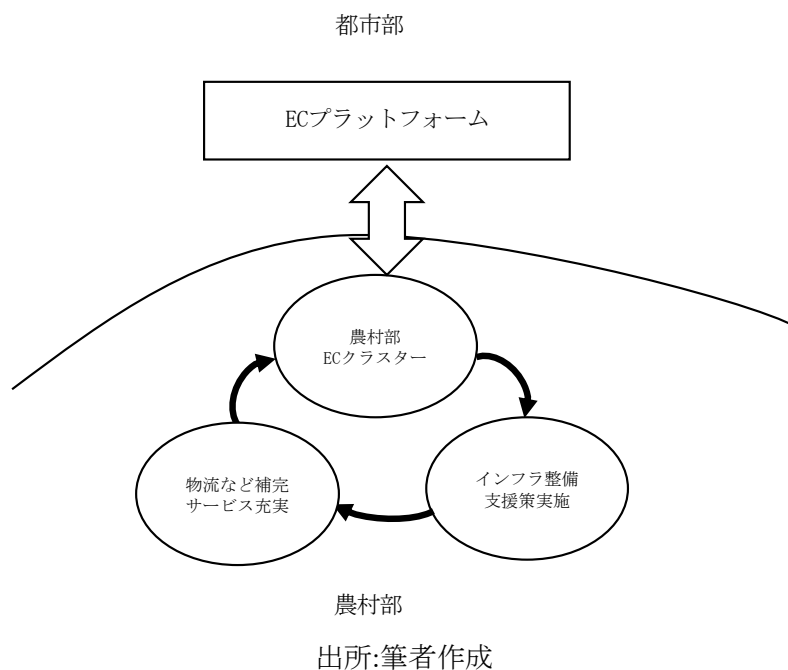 都市部
ECプラットフォーム
農村部
ECクラスター
物流など補完
サービス充実
インフラ整備
支援策実施
農村部
出所:筆者作成